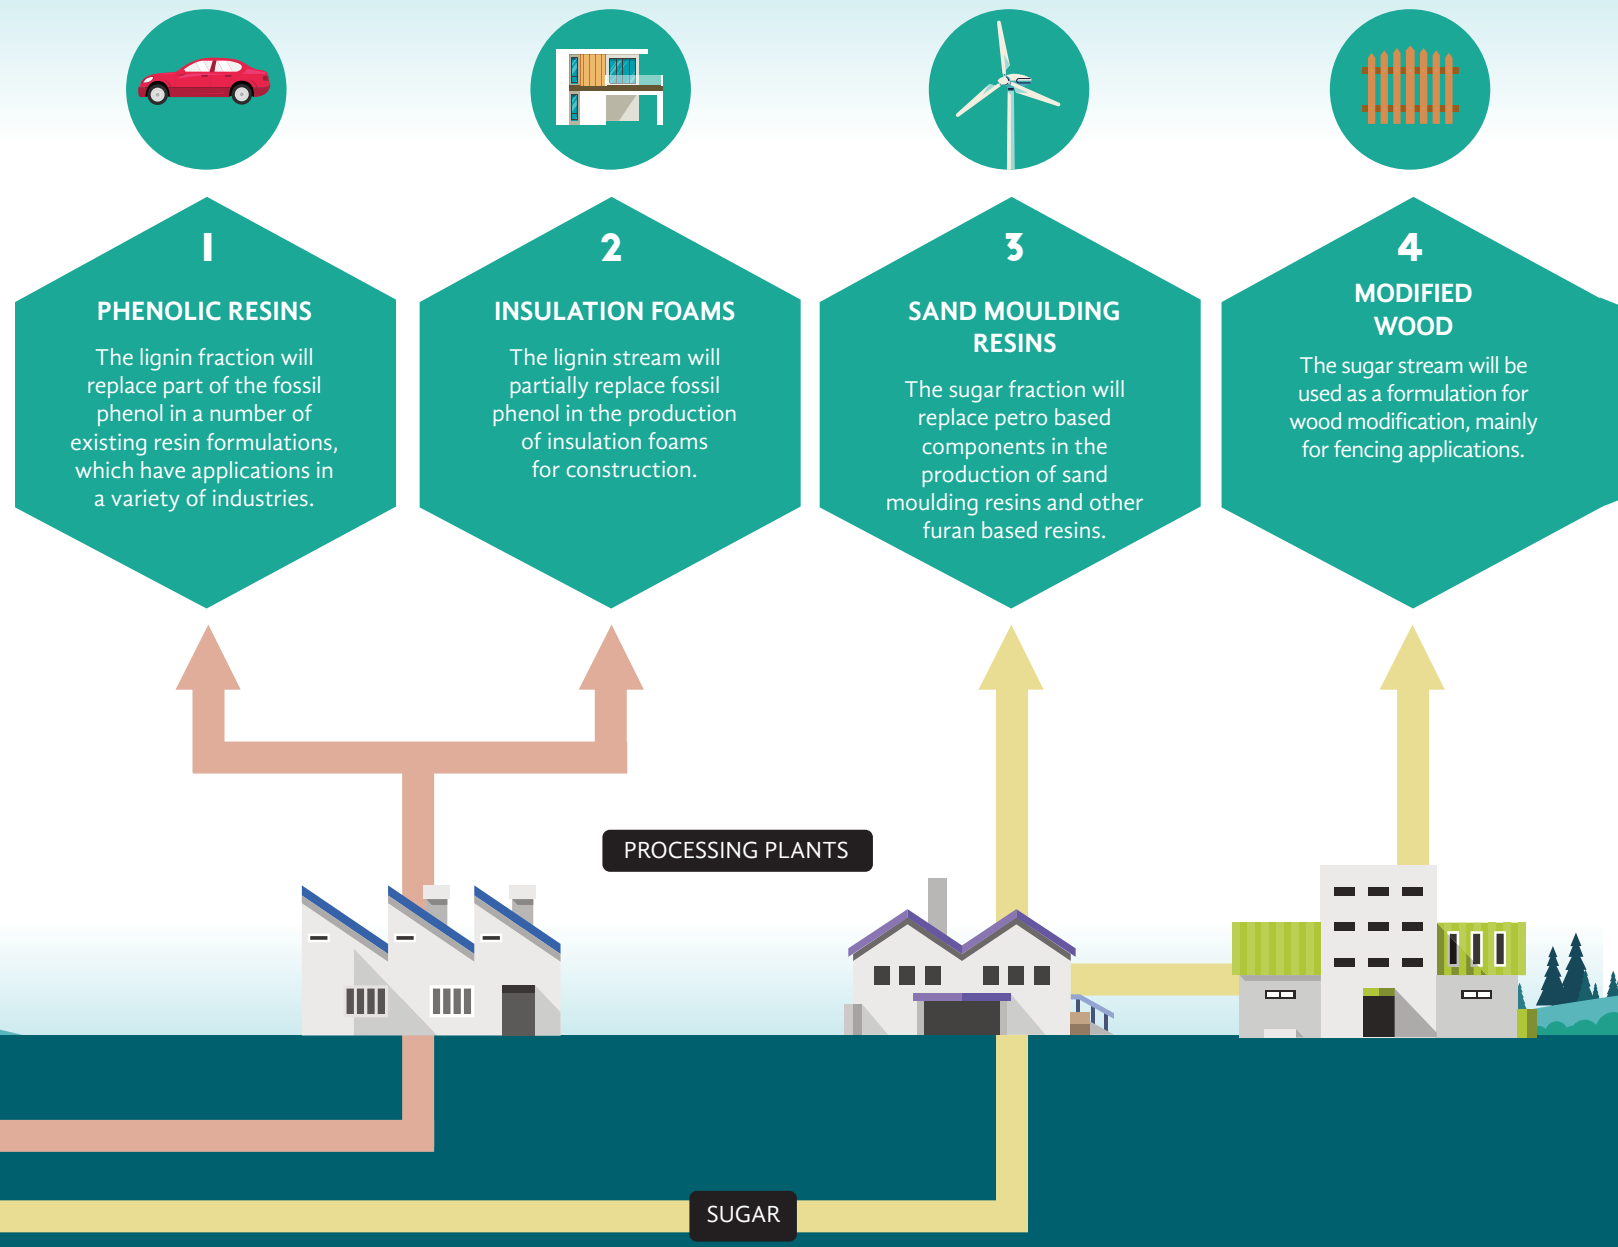 1
PHENOLIC RESINS
The lignin fraction will
replace part of the fossil
phenol in a number of
existing resin formulations,
which have applications in
a variety of industries.
2
INSULATION FOAMS
The lignin stream will
partially replace fossil
phenol in the production
of insulation foams
for construction.
3
SAND MOULDING
RESINS
The sugar fraction will
replace petro based
components in the
production of sand
moulding resins and other
furan based resins.
4
MODIFIED
WOOD
The sugar stream will be
used as a formulation for
wood modification, mainly
for fencing applications.
PROCESSING PLANTS
SUGAR